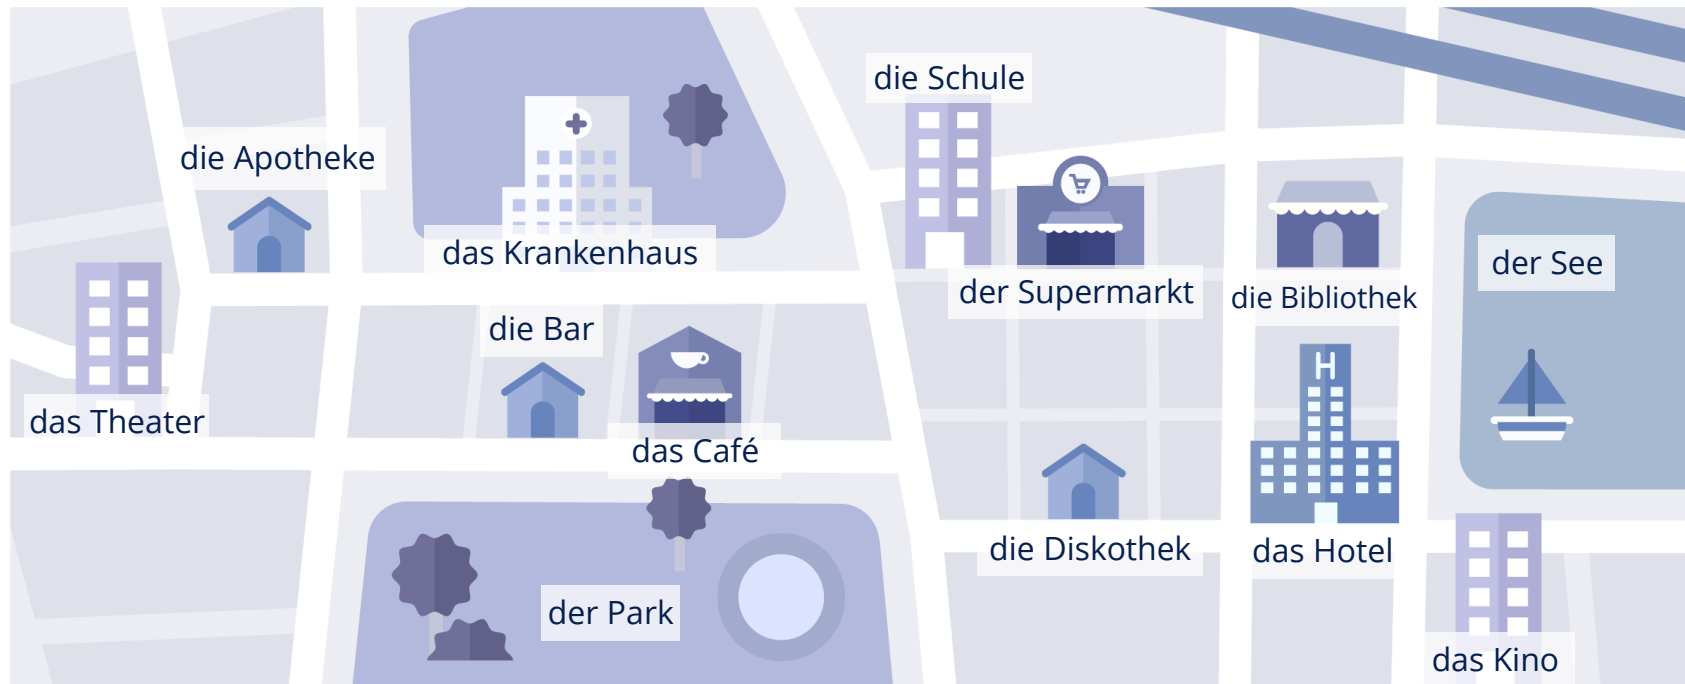 die Schule
die Apotheke
das Krankenhaus
der See
der Supermarkt
die Bibliothek
die Bar
H
das Theater
das Café
die Diskothek
das Hotel
der Park
das Kino